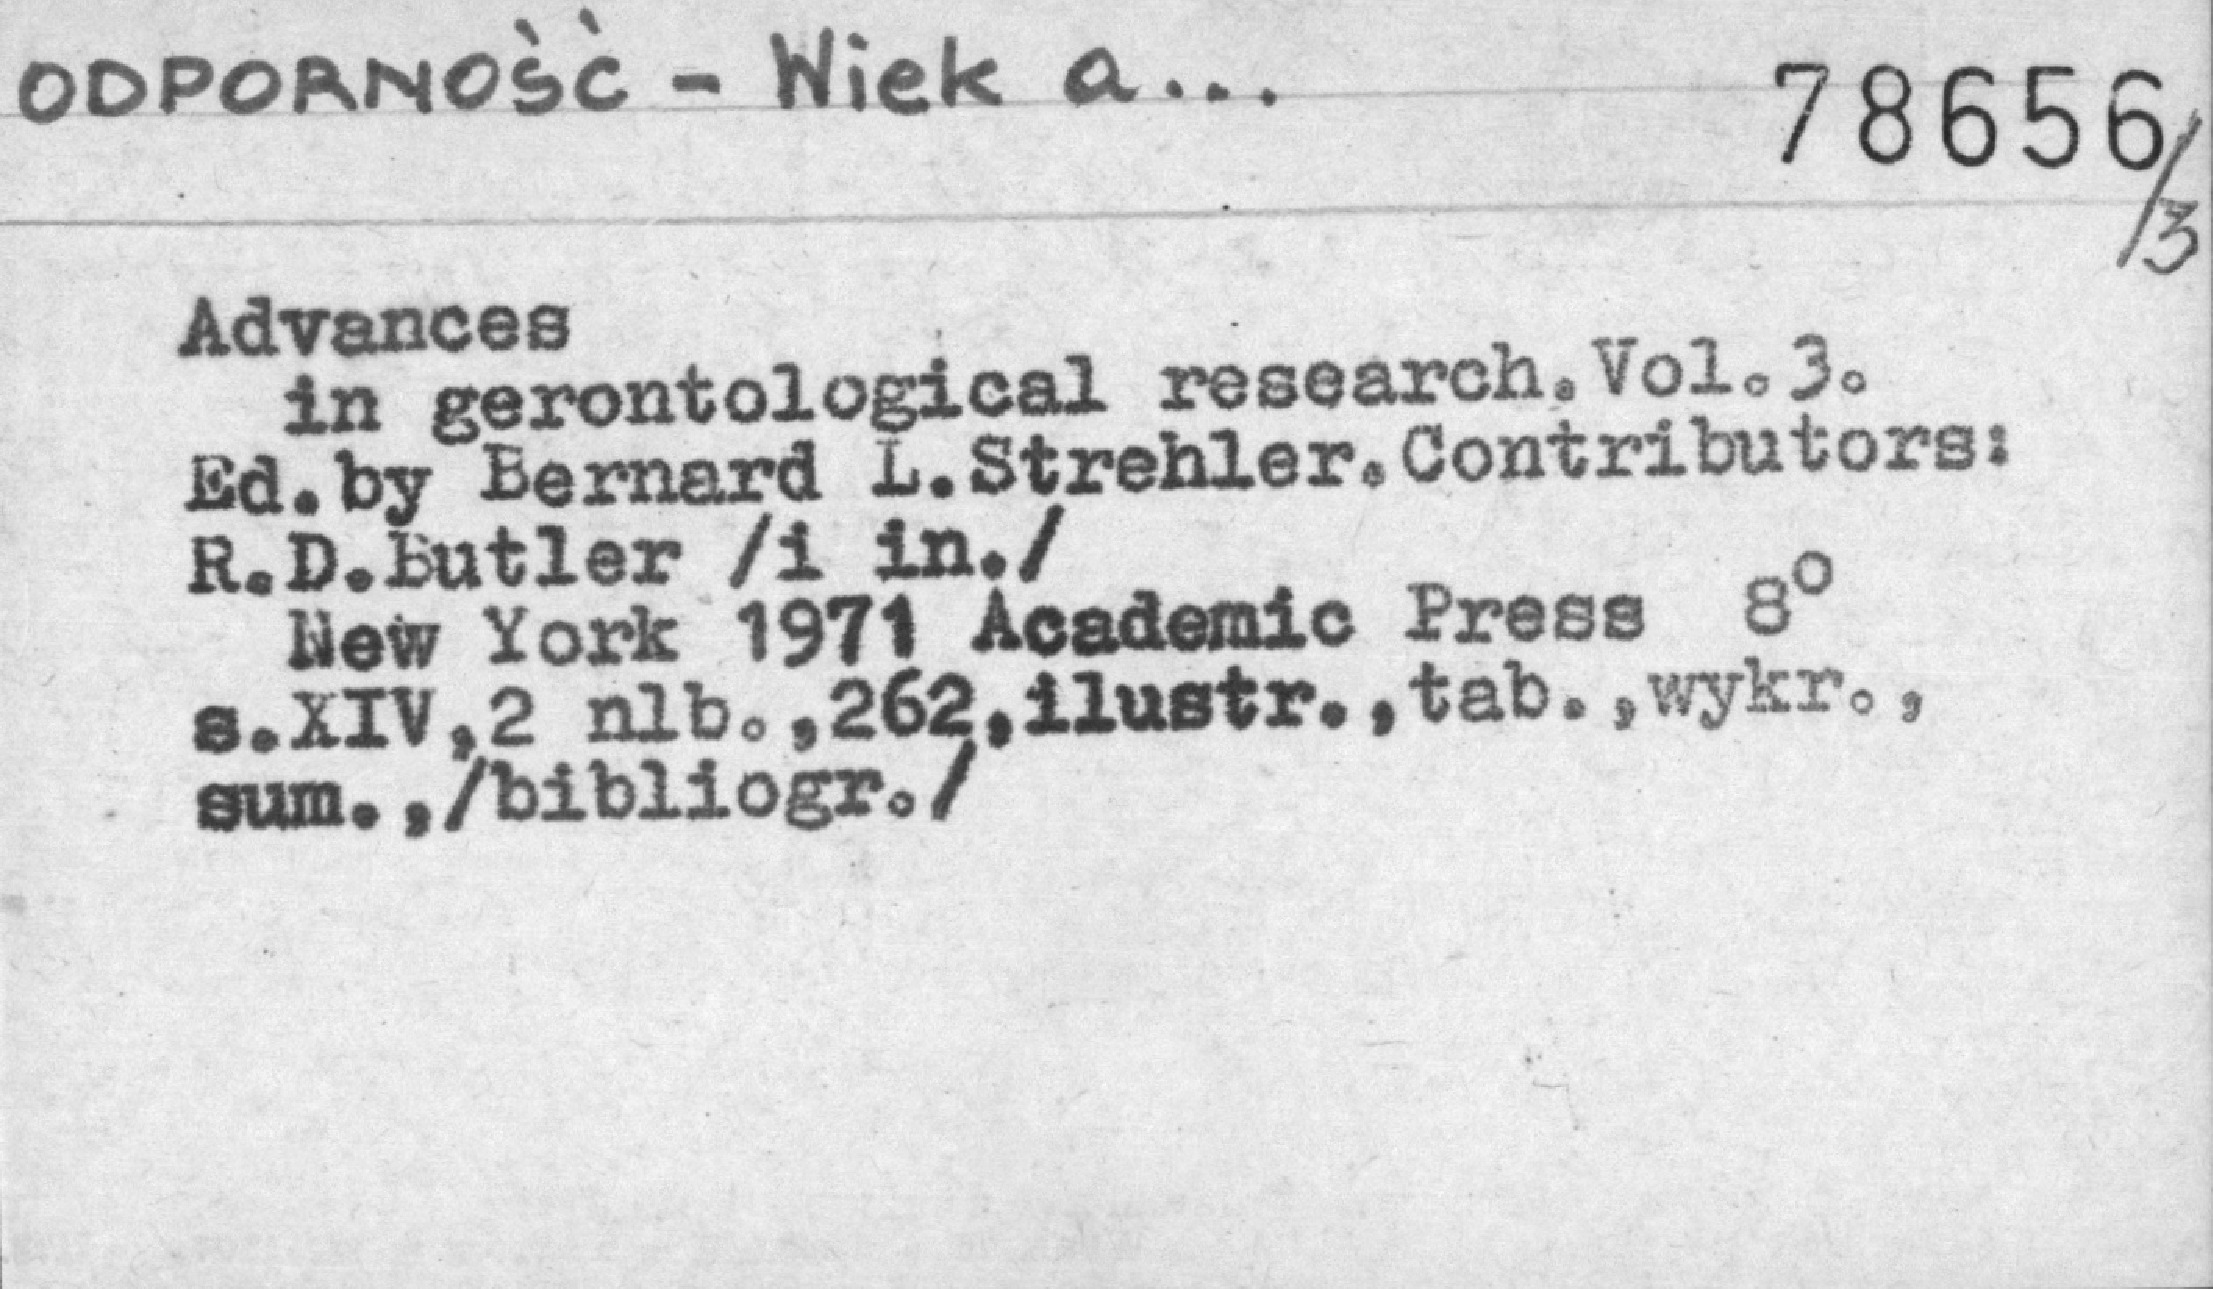 ODPORNOŚĆ - Wiek a...
78656/3
Advances
in gerontological research.Vol.3.
Ed.by Bernard L.Strehler.Contributors:
R.D.Butler /i in./
New York 1971 Academic Press 8°
s.XIV,2 nlb.,262,ilustr.,tab.,wykr.,
sum.,/bibliogr./